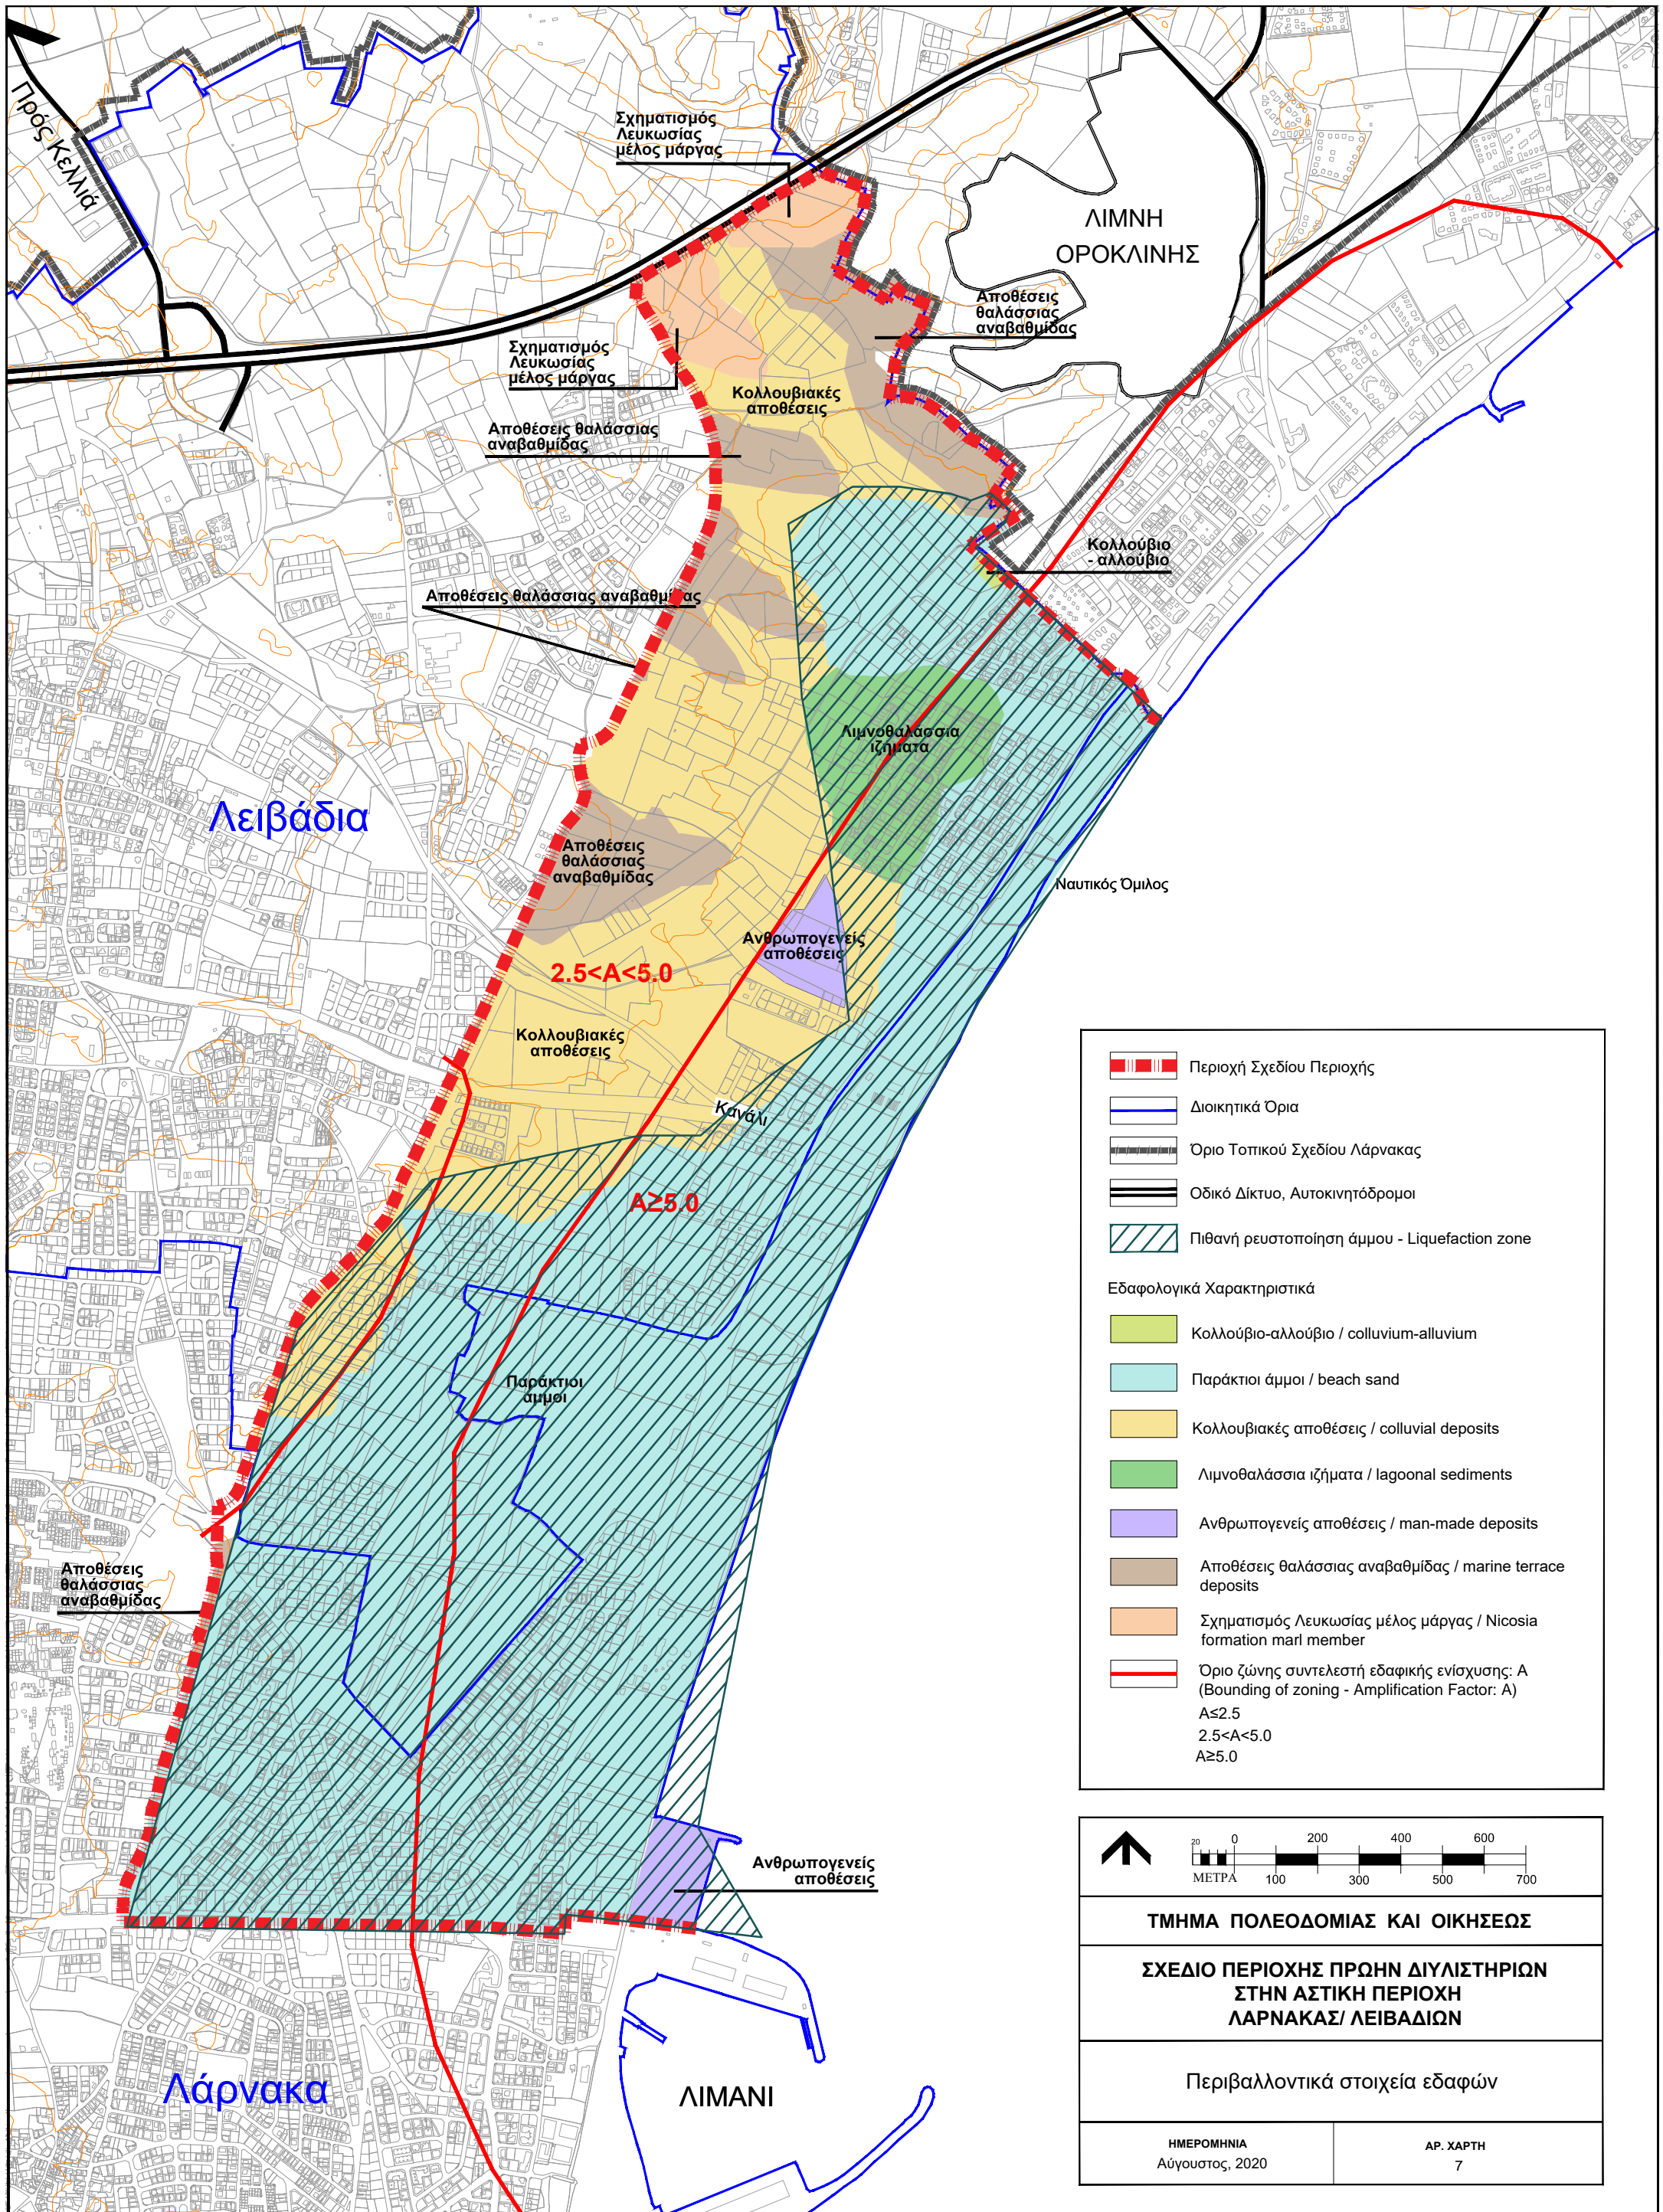 Πρός Κελλιά
Σχηματισμός
Λευκωσίας
μέλος μάργας
ΛΙΜΝΗ
ΟΡΟΚΛΙΝΗΣ
Αποθέσεις
θαλάσσιας
αναβαθμίδας
Σχηματισμός
Λευκωσίας
μέλος μάργας
Κολλουβιακές
αποθέσεις
Αποθέσεις θαλάσσιας
αναβαθμίδας
Κολλούβιο
- αλλούβιο
Αποθέσεις θαλάσσιας αναβαθμίδας
Λιμνοθαλάσσια
ιζήματα
Λειβάδια
Αποθέσεις
θαλάσσιας
αναβαθμίδας
Ναυτικός Όμιλος
Ανθρωπογενείς
αποθέσεις
2.5<A<5.0
Κολλουβιακές
αποθέσεις
Κανάλι
A≥5.0
Παράκτιοι
άμμοι
Αποθέσεις
θαλάσσιας
αναβαθμίδας
Ανθρωπογενείς
αποθέσεις
Λάρνακα
ΛΙΜΑΝΙ
Περιοχή Σχεδίου Περιοχής
Διοικητικά Όρια
Όριο Τοπικού Σχεδίου Λάρνακας
Οδικό Δίκτυο, Αυτοκινητόδρομοι
Πιθανή ρευστοποίηση άμμου - Liquefaction zone
Εδαφολογικά Χαρακτηριστικά
Κολλούβιο-αλλούβιο / colluvium-alluvium
Παράκτιοι άμμοι / beach sand
Κολλουβιακές αποθέσεις / colluvial deposits
Λιμνοθαλάσσια ιζήματα / lagoonal sediments
Ανθρωπογενείς αποθέσεις / man-made deposits
Αποθέσεις θαλάσσιας αναβαθμίδας / marine terrace
deposits
Σχηματισμός Λευκωσίας μέλος μάργας / Nicosia
formation marl member
Όριο ζώνης συντελεστή εδαφικής ενίσχυσης: Α
(Bounding of zoning - Amplification Factor: A)
A≤2.5
2.5<A<5.0
A≥5.0
20 0 200 400 600
ΜΕΤΡΑ 100 300 500 700
ΤΜΗΜΑ ΠΟΛΕΟΔΟΜΙΑΣ ΚΑΙ ΟΙΚΗΣΕΩΣ
ΣΧΕΔΙΟ ΠΕΡΙΟΧΗΣ ΠΡΩΗΝ ΔΙΥΛΙΣΤΗΡΙΩΝ
ΣΤΗΝ ΑΣΤΙΚΗ ΠΕΡΙΟΧΗ
ΛΑΡΝΑΚΑΣ/ ΛΕΙΒΑΔΙΩΝ
Περιβαλλοντικά στοιχεία εδαφών
ΗΜΕΡΟΜΗΝΙΑ
Αύγουστος, 2020
ΑΡ. ΧΑΡΤΗ
7